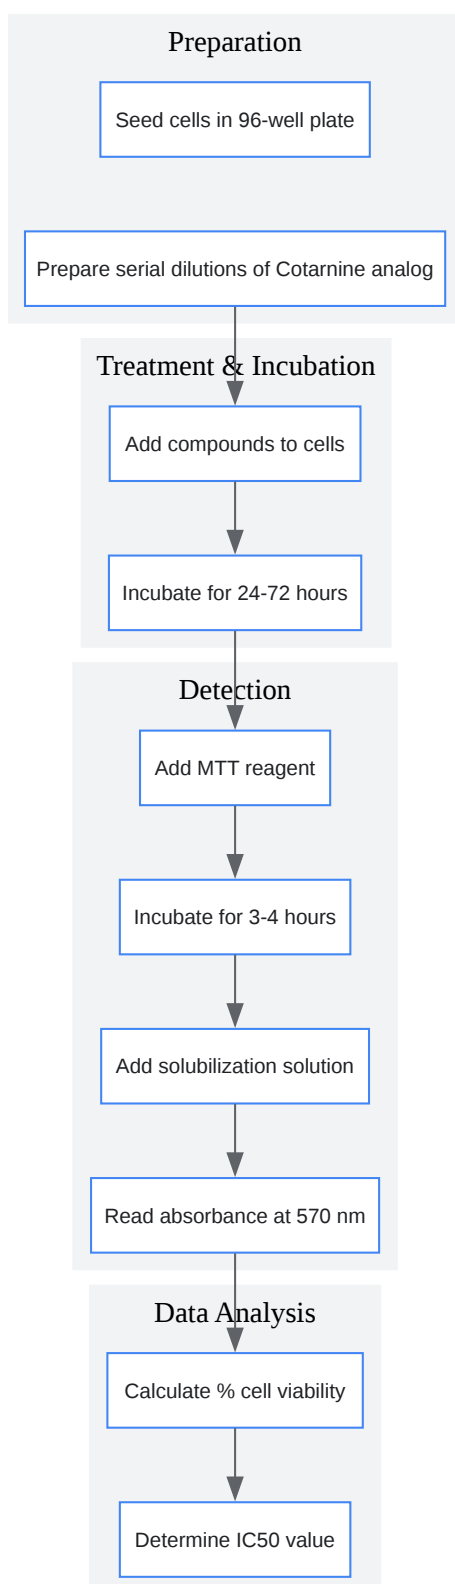 Preparation
Seed cells in 96-well plate
Prepare serial dilutions of Cotarnine analog
Treatment & Incubation
Add compounds to cells
Incubate for 24-72 hours
Detection
Add MTT reagent
Incubate for 3-4 hours
Add solubilization solution
Read absorbance at 570 nm
Data Analysis
Calculate % cell viability
Determine IC50 value